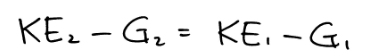 KE₂ - G₂ = KE₁ - G₁